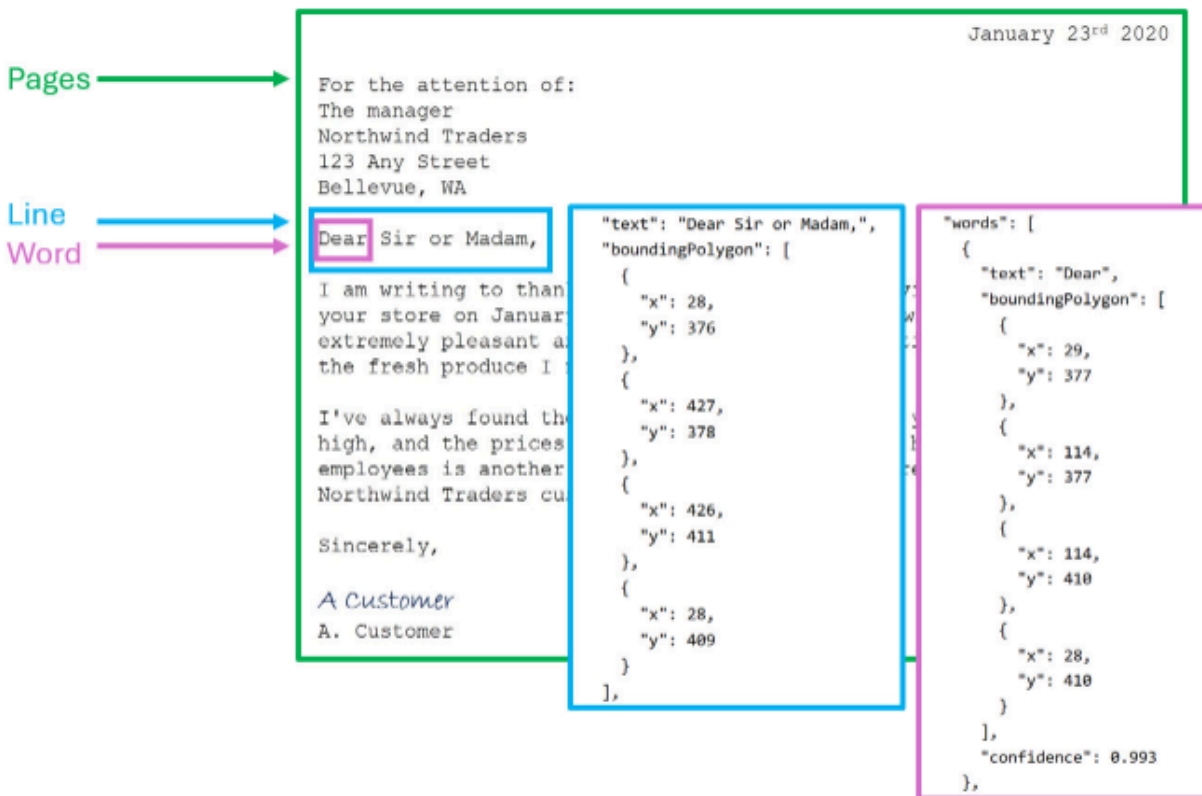 January 23rd 2020
Pages
For the attention of:
The manager
Northwind Traders
123 Any Street
Bellevue, WA
Line
Word
Dear Sir or Madam,
I am writing to than
your store on Januar
extremely pleasant a
the fresh produce I
I've always found the
high, and the prices
employees is another
Northwind Traders cu
Sincerely,
A Customer
A. Customer
"text": "Dear Sir or Madam,",
"boundingPolygon": [
{
"x": 28,
"y": 376
},
{
"x": 427,
"y": 378
},
{
"x": 426,
"y": 411
},
{
"x": 28,
"y": 409
}
],
"words": [
{
"text": "Dear",
"boundingPolygon": [
{
"x": 29,
"y": 377
},
{
"x": 114,
"y": 377
},
{
"x": 114,
"y": 410
},
{
"x": 28,
"y": 410
}
],
"confidence": 0.993
},